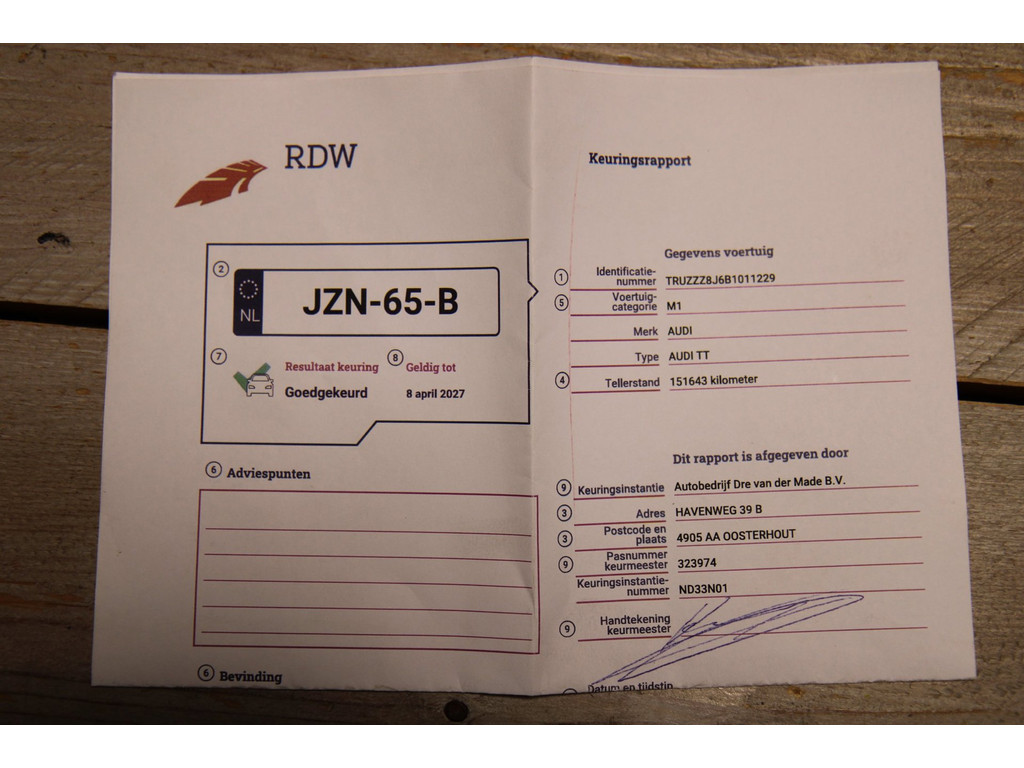 RDW
Keuringsrapport
2
NL
JZN-65-B
7
Resultaat keuring
Goedgekeurd
8
Geldig tot
8 april 2027
6 Adviespunten
6 Bevinding
Gegevens voertuig
1 Identificatie-
nummer TRUZZZ8J6B1011229
5 Voertuig-
categorie M1
Merk AUDI
Type AUDI TT
4 Tellerstand 151643 kilometer
Dit rapport is afgegeven door
9 Keuringsinstantie Autobedrijf Dre van der Made B.V.
3 Adres HAVENWEG 39 B
3 Postcode en
plaats 4905 AA OOSTERHOUT
9 Pasnummer
keurmeester 323974
Keuringsinstantie-
nummer ND33N01
9 Handtekening
keurmeester
Datum en tijdstip